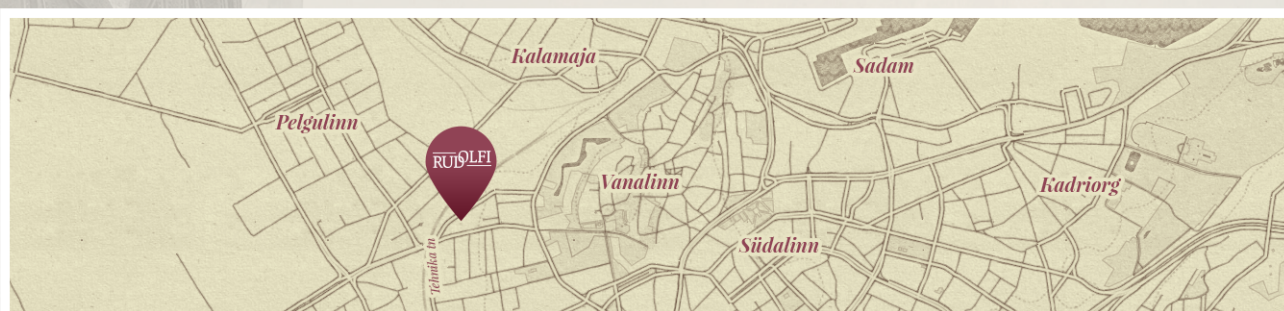 Kalamaja
Sadam
Pelgulinn
RUDOLFI
Vanalinn
Kadriorg
Südalinn
Tehnika tn